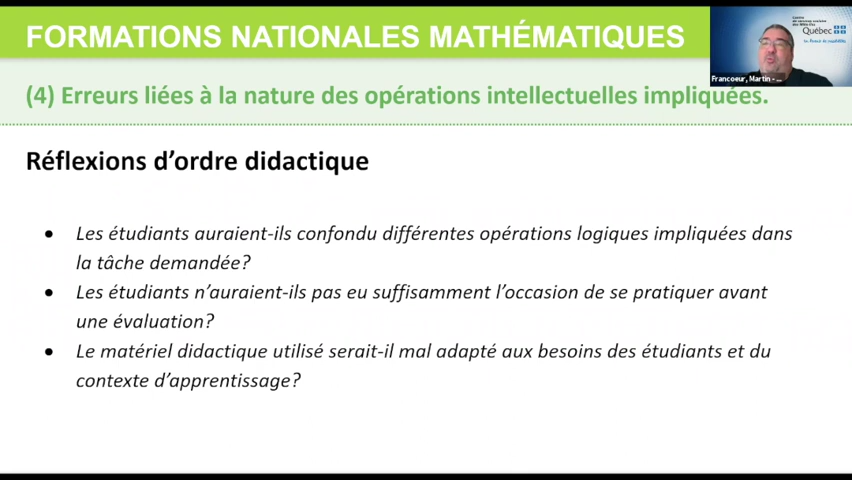 FORMATIONS NATIONALES MATHÉMATIQUES
Québec
Francoeur, Martin - ...
(4) Erreurs liées à la nature des opérations intellectuelles impliquées.
Réflexions d’ordre didactique
• Les étudiants auraient-ils confondu différentes opérations logiques impliquées dans
la tâche demandée?
• Les étudiants n’auraient-ils pas eu suffisamment l’occasion de se pratiquer avant
une évaluation?
• Le matériel didactique utilisé serait-il mal adapté aux besoins des étudiants et du
contexte d’apprentissage?